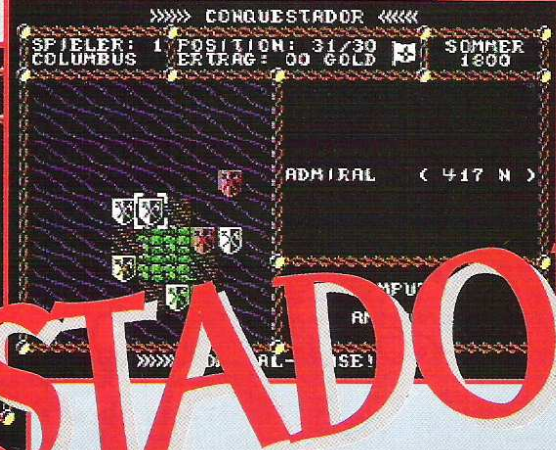 >>>>> CONQUESTADOR <<<<<
SPIELER: 1 POSITION: 31/30 SOMMER
COLUMBUS ERTRAG: 00 GOLD 1800
ADMIRAL ( 417 N )
STADO